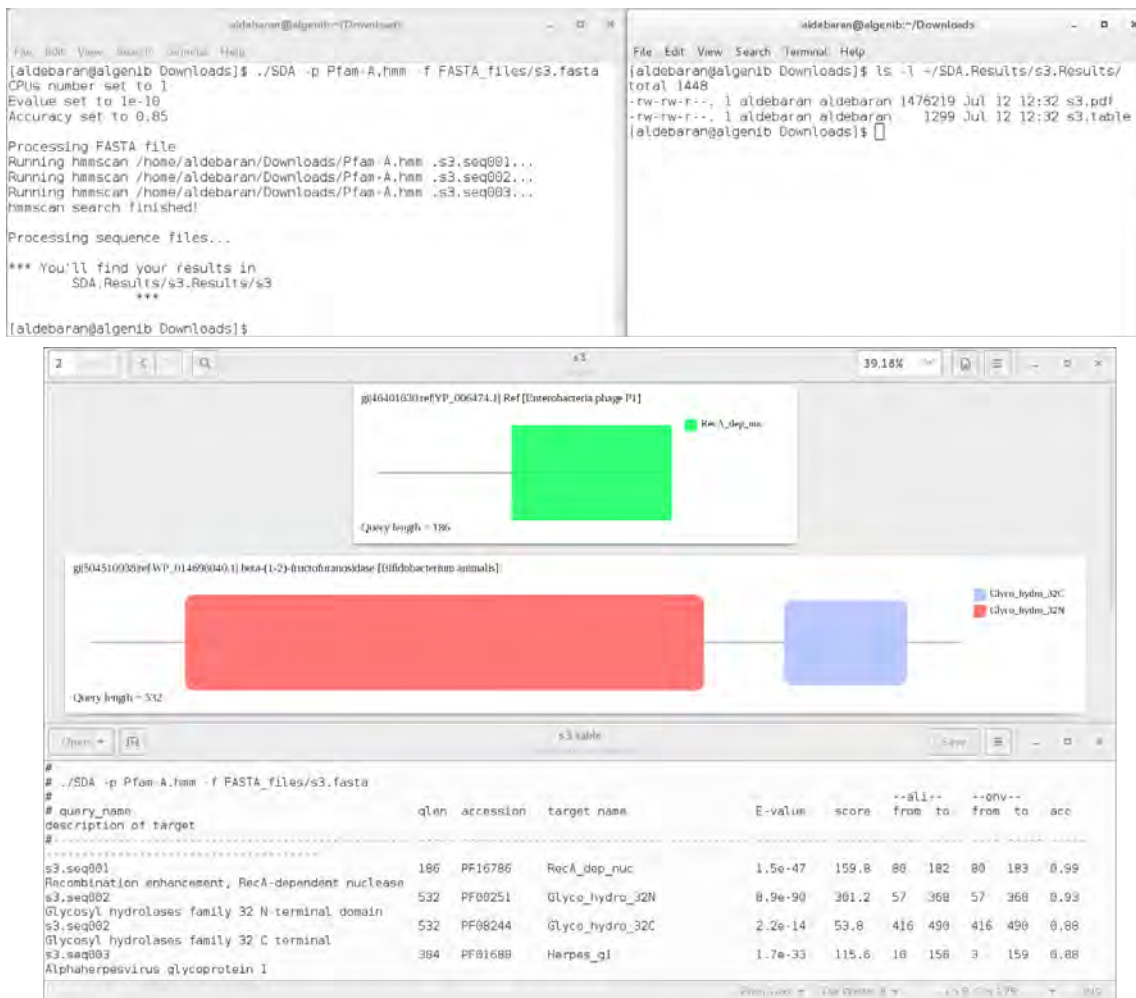 aldebaran@algenib:~/Downloads
File Edit View Search Terminal Help
[aldebaran@algenib Downloads]$ ./SDA -p Pfam-A.hmm -f FASTA_files/s3.fasta
CPUs number set to 1
Evalue set to 1e-10
Accuracy set to 0.85
Processing FASTA file
Running hmmscan /home/aldebaran/Downloads/Pfam-A.hmm .s3.seq001...
Running hmmscan /home/aldebaran/Downloads/Pfam-A.hmm .s3.seq002...
Running hmmscan /home/aldebaran/Downloads/Pfam-A.hmm .s3.seq003...
hmmscan search finished!
Processing sequence files...
*** You'll find your results in
SDA.Results/s3.Results/s3
***
[aldebaran@algenib Downloads]$
aldebaran@algenib:~/Downloads
File Edit View Search Terminal Help
[aldebaran@algenib Downloads]$ ls -l ~/SDA.Results/s3.Results/
total 1448
-rw-rw-r--. 1 aldebaran aldebaran 1476219 Jul 12 12:32 s3.pdf
-rw-rw-r--. 1 aldebaran aldebaran 1299 Jul 12 12:32 s3.table
[aldebaran@algenib Downloads]$
2 s3 39,18%
Ref [Enterobacteria phage P1]
RecA_dep_nuc
Query length = 186
beta-(1-2)-fructofuranosidase [Bifidobacterium animalis]
Glyco_hydro_32C
Glyco_hydro_32N
Query length = 532
Open s3.table Save
#
# ./SDA -p Pfam-A.hmm -f FASTA_files/s3.fasta
#
--ali-- --env--
# query_name qlen accession target name E-value score from to from to acc
description of target
#
s3.seq001 186 PF16786 RecA_dep_nuc 1.5e-47 159.8 80 182 80 183 0.99
Recombination enhancement, RecA-dependent nuclease
s3.seq002 532 PF00251 Glyco_hydro_32N 8.9e-90 301.2 57 368 57 368 0.93
Glycosyl hydrolases family 32 N-terminal domain
s3.seq002 532 PF08244 Glyco_hydro_32C 2.2e-14 53.8 416 490 416 490 0.88
Glycosyl hydrolases family 32 C terminal
s3.seq003 384 PF01688 Herpes_gI 1.7e-33 115.6 10 156 3 159 0.88
Alphaherpesvirus glycoprotein I